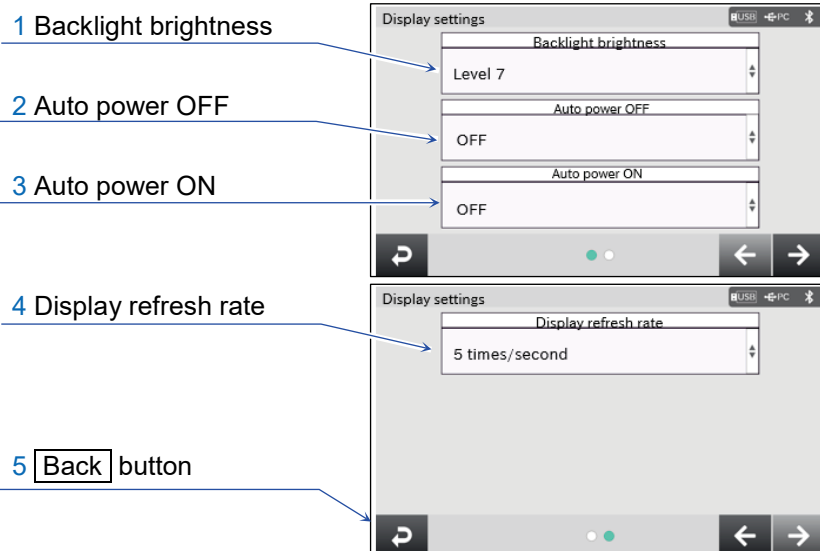 1 Backlight brightness
2 Auto power OFF
3 Auto power ON
4 Display refresh rate
5 Back button
Display settings
USB PC
Backlight brightness
Level 7
Auto power OFF
OFF
Auto power ON
OFF
Display settings
USB PC
Display refresh rate
5 times/second